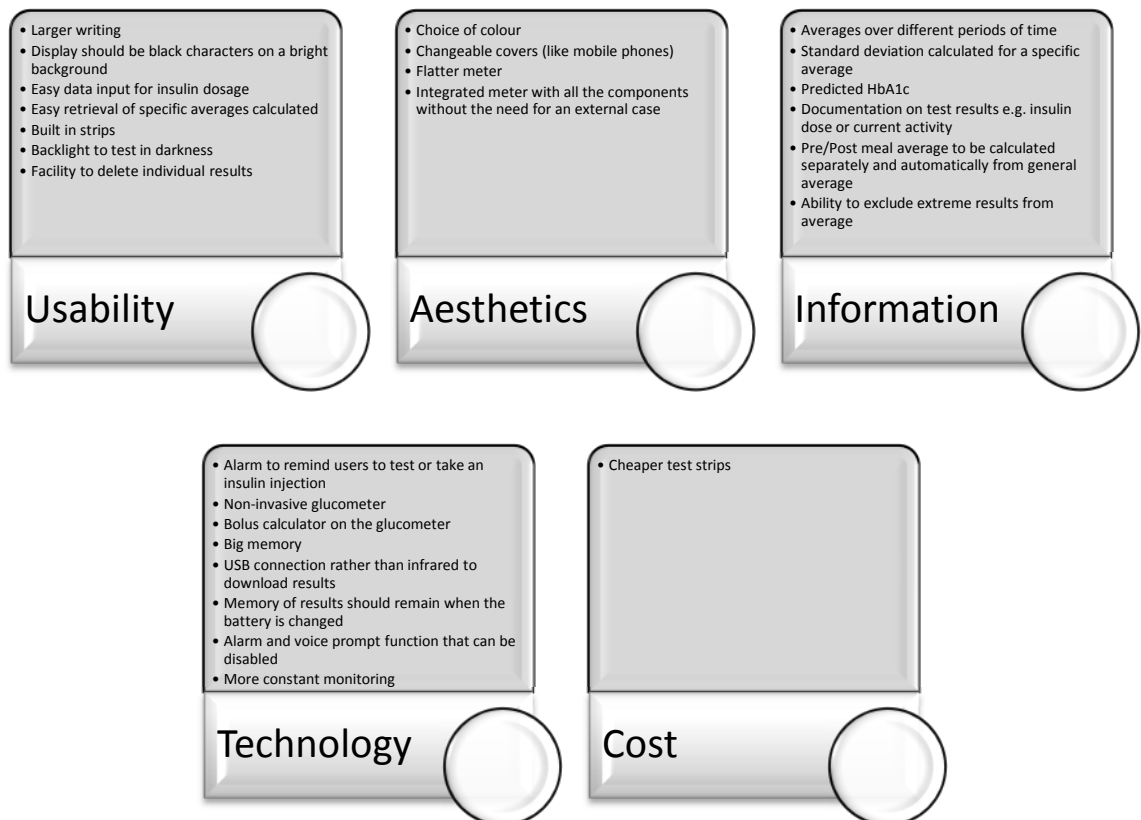 • Larger writing
• Display should be black characters on a bright
background
• Easy data input for insulin dosage
• Easy retrieval of specific averages calculated
• Built in strips
• Backlight to test in darkness
• Facility to delete individual results
Usability
• Choice of colour
• Changeable covers (like mobile phones)
• Flatter meter
• Integrated meter with all the components
without the need for an external case
Aesthetics
• Averages over different periods of time
• Standard deviation calculated for a specific
average
• Predicted HbA1c
• Documentation on test results e.g. insulin
dose or current activity
• Pre/Post meal average to be calculated
separately and automatically from general
average
• Ability to exclude extreme results from
average
Information
• Alarm to remind users to test or take an
insulin injection
• Non-invasive glucometer
• Bolus calculator on the glucometer
• Big memory
• USB connection rather than infrared to
download results
• Memory of results should remain when the
battery is changed
• Alarm and voice prompt function that can be
disabled
• More constant monitoring
Technology
• Cheaper test strips
Cost